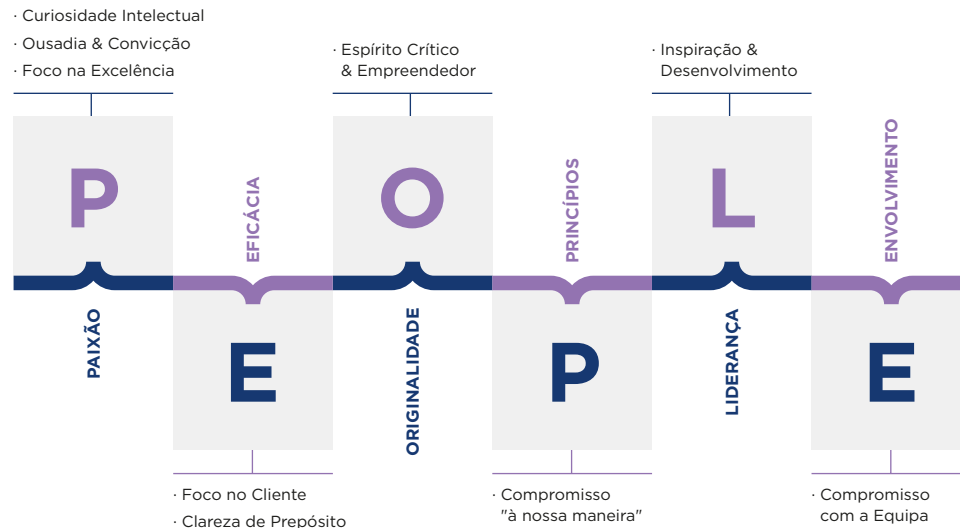 · Curiosidade Intelectual
· Ousadia & Convicção
· Foco na Excelência
P
PAIXÃO
EFICÁCIA
E
· Foco no Cliente
· Clareza de Prepósito
· Espírito Crítico
& Empreendedor
O
ORIGINALIDADE
PRINCÍPIOS
P
· Compromisso
"à nossa maneira"
· Inspiração &
Desenvolvimento
L
LIDERANÇA
ENVOLVIMENTO
E
· Compromisso
com a Equipa